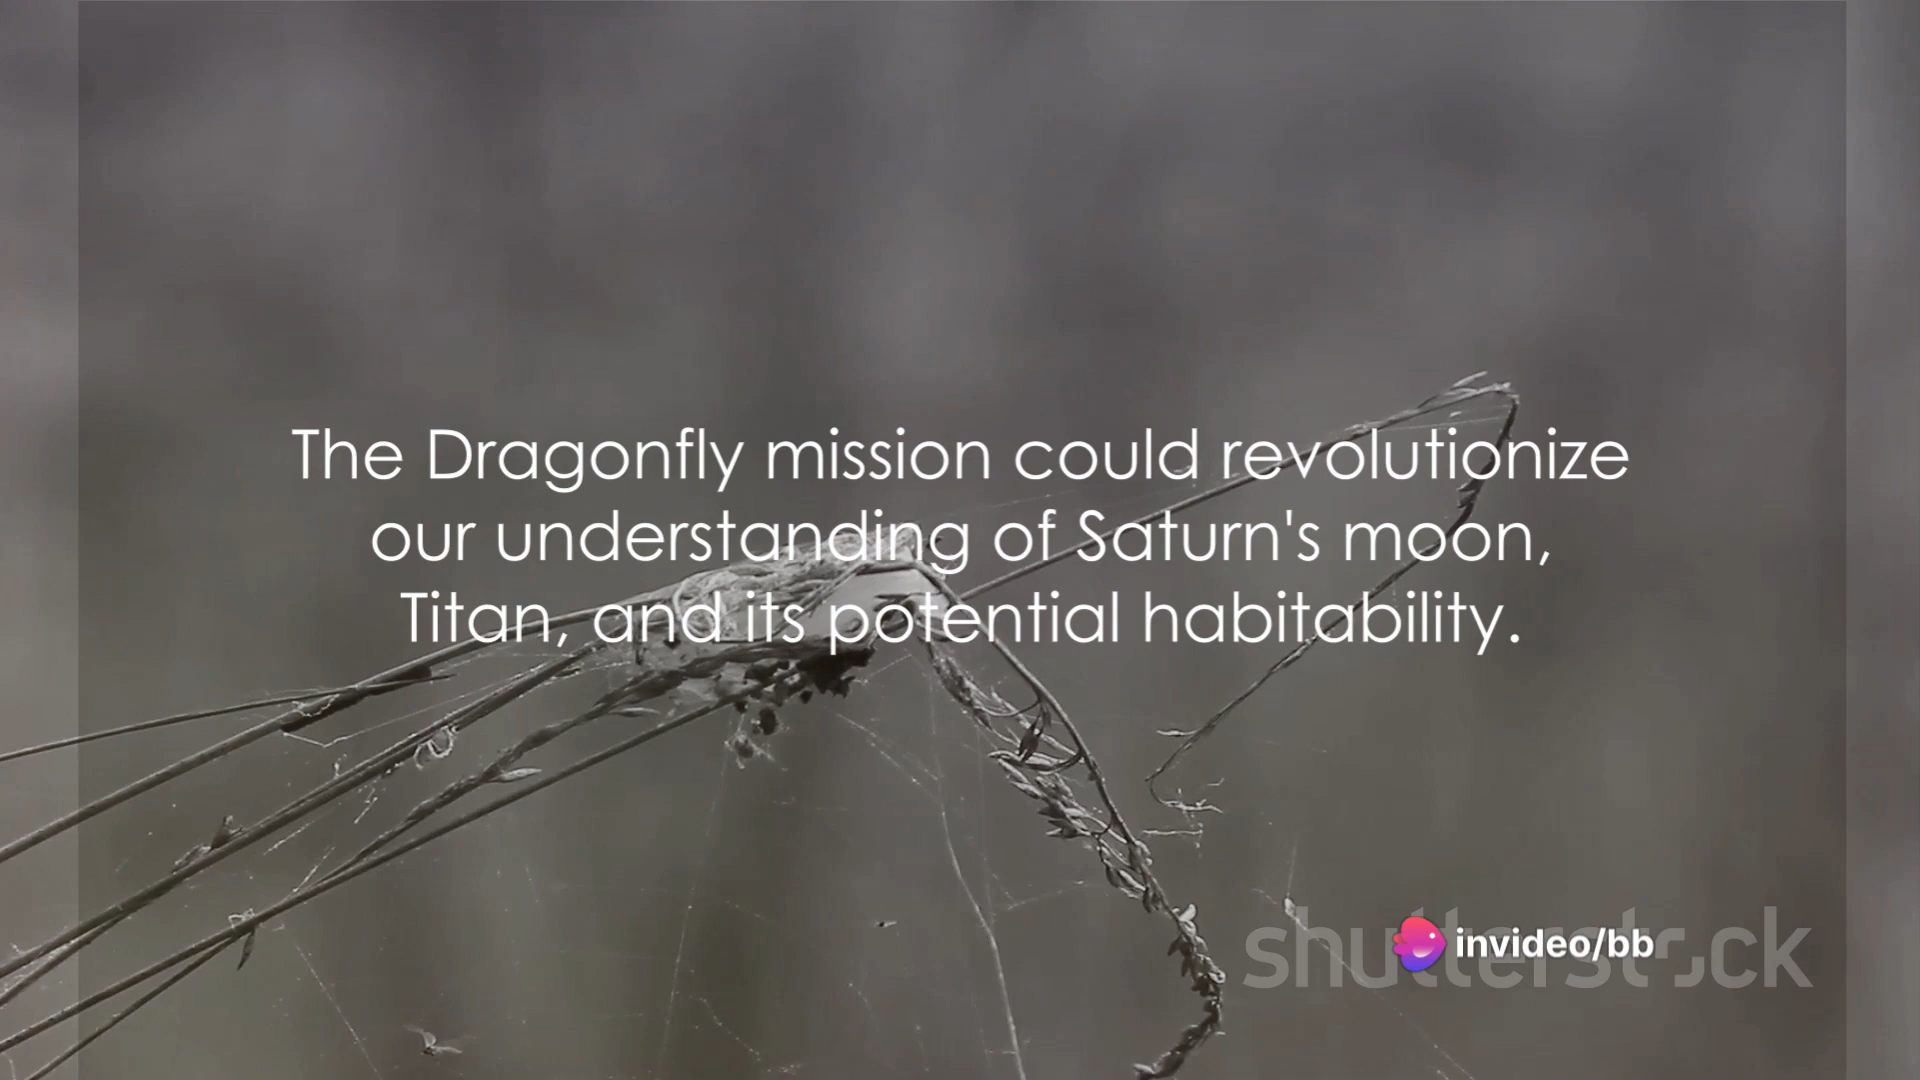 The Dragonfly mission could revolutionize
our understanding of Saturn's moon,
Titan, and its potential habitability.
shutterstock
invideo/bb